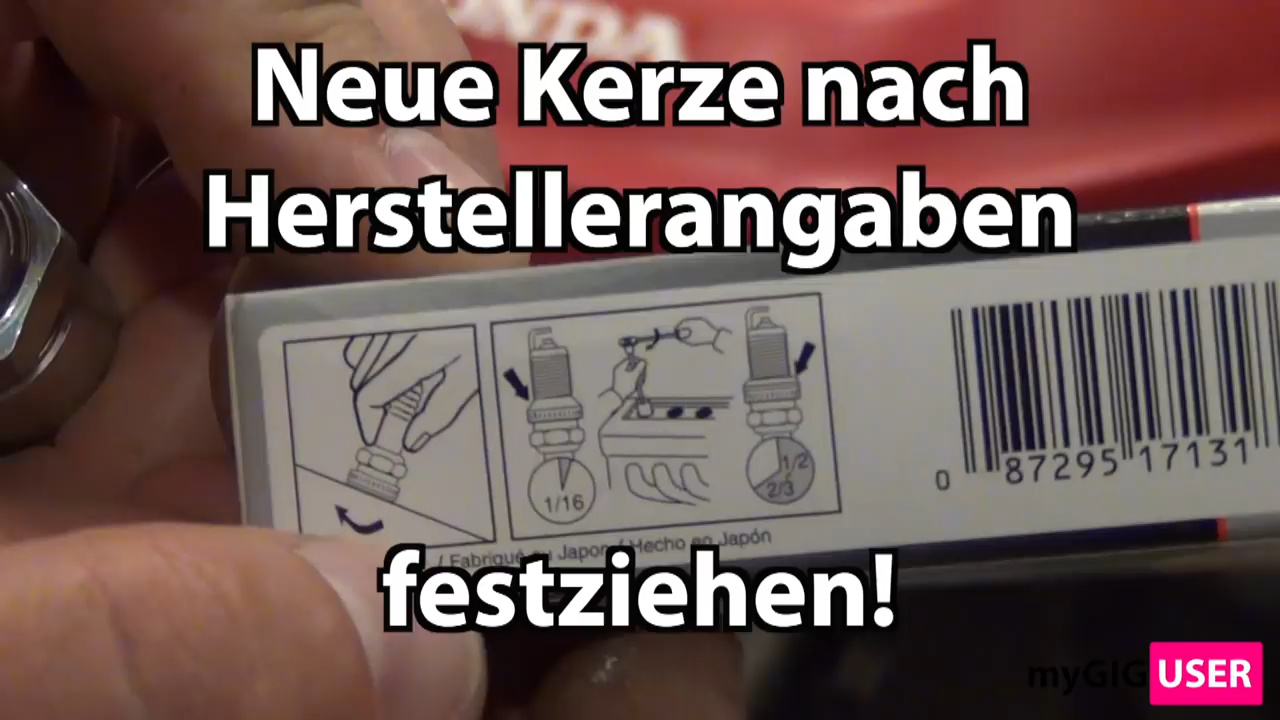 HONDA
Neue Kerze nach
Herstellerangaben
1/16
1/2
2/3
0 87295 17131
/ Fabriqué au Japon / Hecho en Japón
festziehen!
myGIG USER